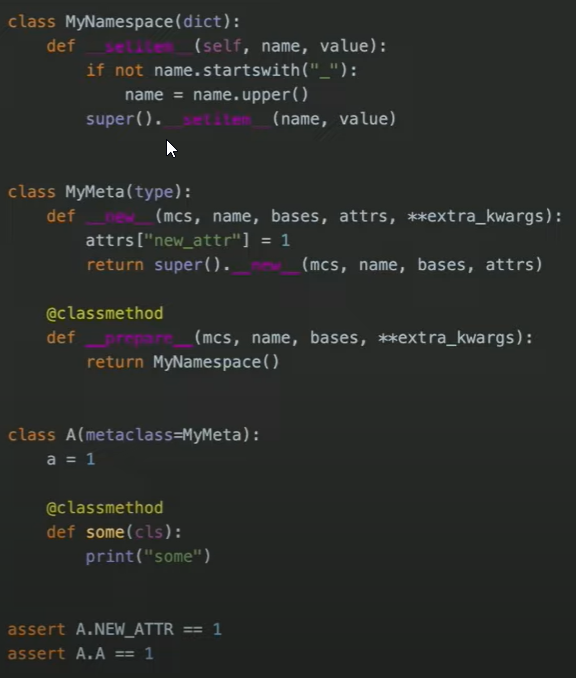 class MyNamespace(dict):
    def __setitem__(self, name, value):
        if not name.startswith("_"):
            name = name.upper()
        super().__setitem__(name, value)
class MyMeta(type):
    def __new__(mcs, name, bases, attrs, **extra_kwargs):
        attrs["new_attr"] = 1
        return super().__new__(mcs, name, bases, attrs)
    @classmethod
    def __prepare__(mcs, name, bases, **extra_kwargs):
        return MyNamespace()
class A(metaclass=MyMeta):
    a = 1
    @classmethod
    def some(cls):
        print("some")
assert A.NEW_ATTR == 1
assert A.A == 1